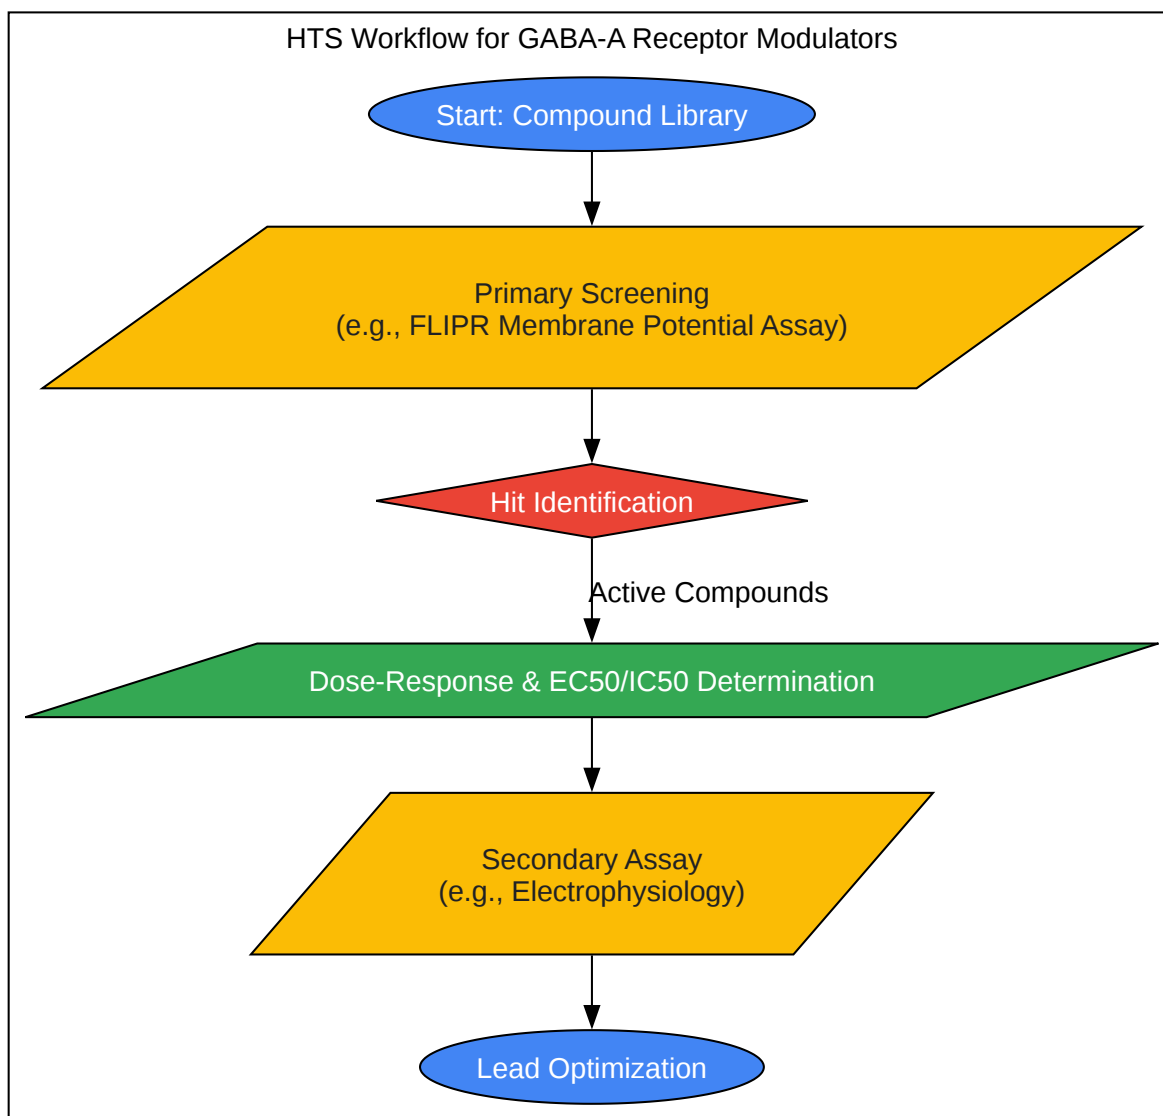 HTS Workflow for GABA-A Receptor Modulators
Start: Compound Library
Primary Screening
(e.g., FLIPR Membrane Potential Assay)
Hit Identification
Active Compounds
Dose-Response & EC50/IC50 Determination
Secondary Assay
(e.g., Electrophysiology)
Lead Optimization